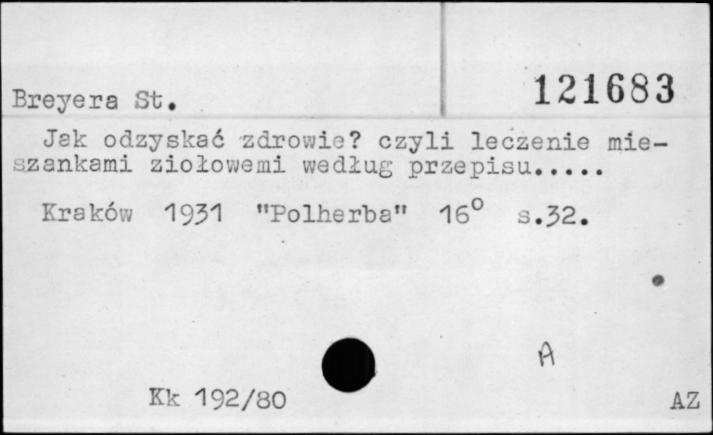 121683
Breyera St.
Jak odzyskać zdrowie? czyli leczenie mie-
szankami ziołowemi według przepisu.....
Kraków 1931 "Polherba" 16° s.32.
A
Kk 192/80
AZ